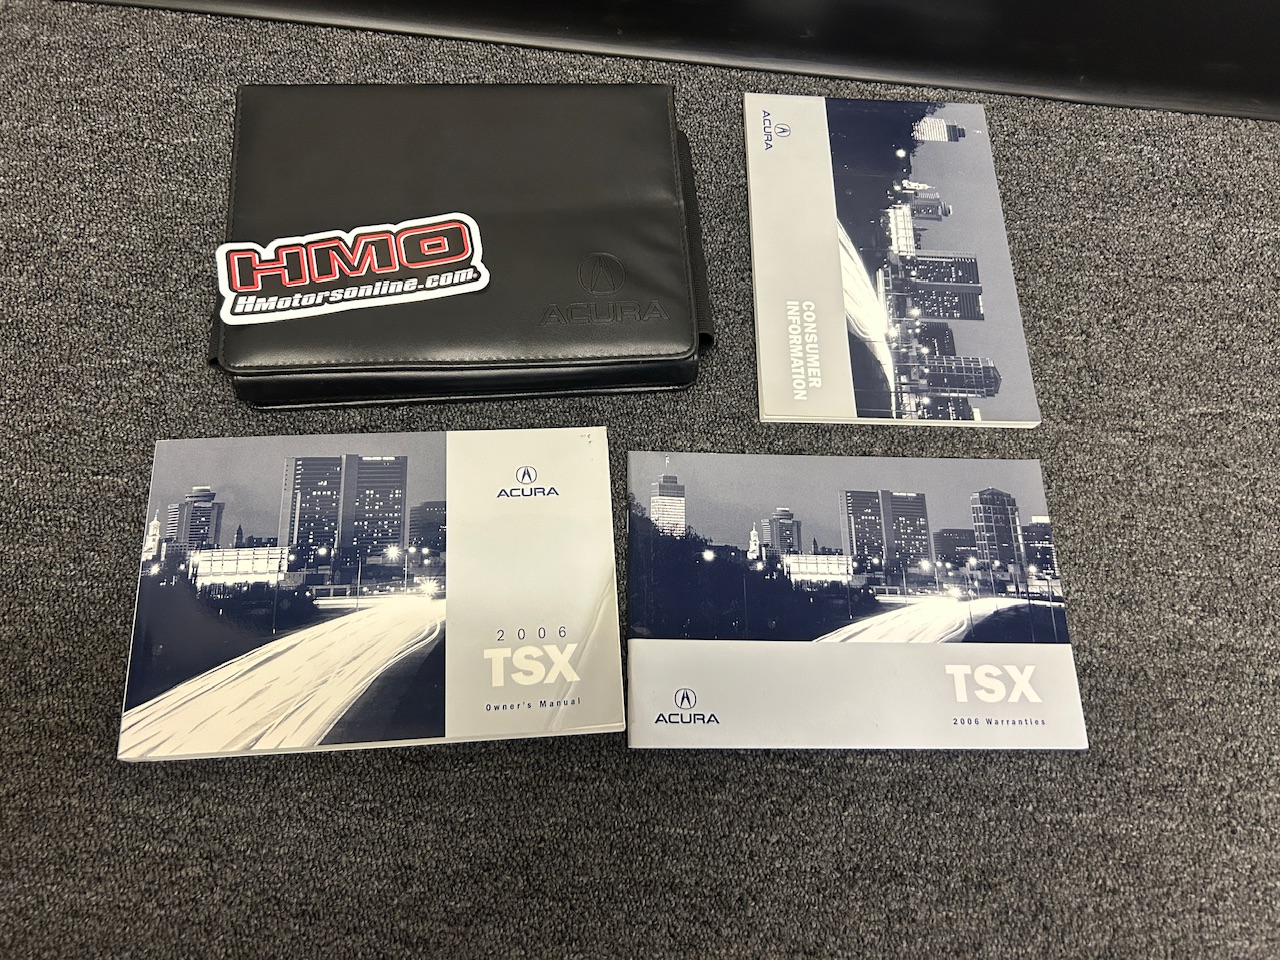 HMO
HMotorsonline.com
ACURA
ACURA
CONSUMER
INFORMATION
ACURA
2006
TSX
Owner's Manual
TSX
2006 Warranties
ACURA